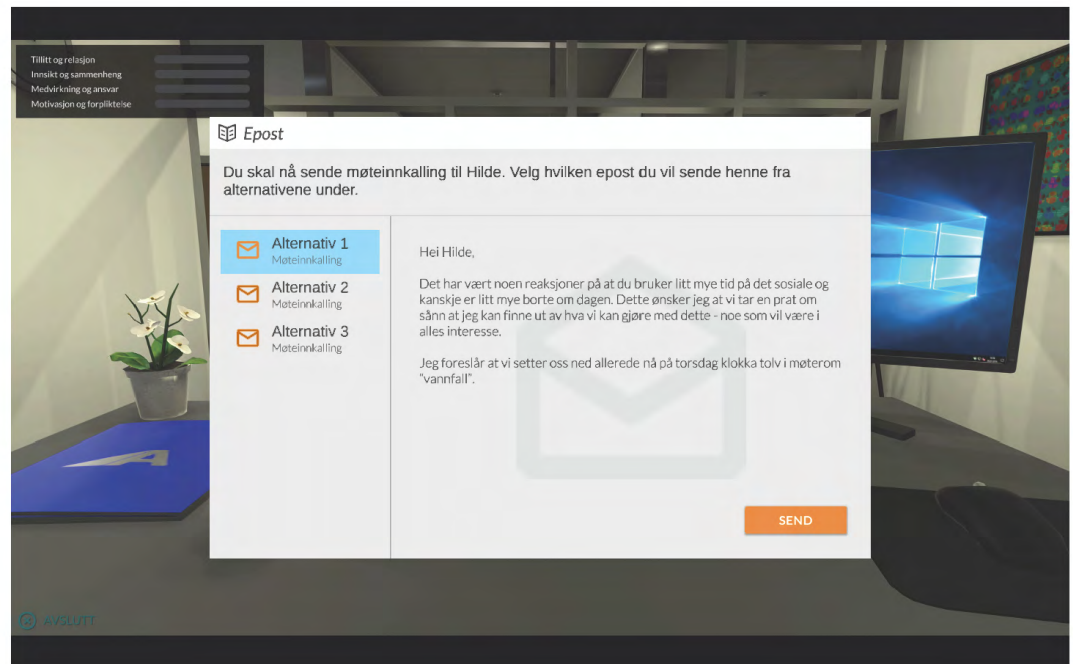 Tillitt og relasjon
Innsikt og sammenheng
Medvirkning og ansvar
Motivasjon og forpliktelse
Epost
Du skal nå sende møteinnkalling til Hilde. Velg hvilken epost du vil sende henne fra
alternativene under.
Alternativ 1
Møteinnkalling
Alternativ 2
Møteinnkalling
Alternativ 3
Møteinnkalling
Hei Hilde,
Det har vært noen reaksjoner på at du bruker litt mye tid på det sosiale og
kanskje er litt mye borte om dagen. Dette ønsker jeg at vi tar en prat om
sånn at jeg kan finne ut av hva vi kan gjøre med dette - noe som vil være i
alles interesse.
Jeg foreslår at vi setter oss ned allerede nå på torsdag klokka tolv i møterom
"vannfall".
SEND
AVSLUTT